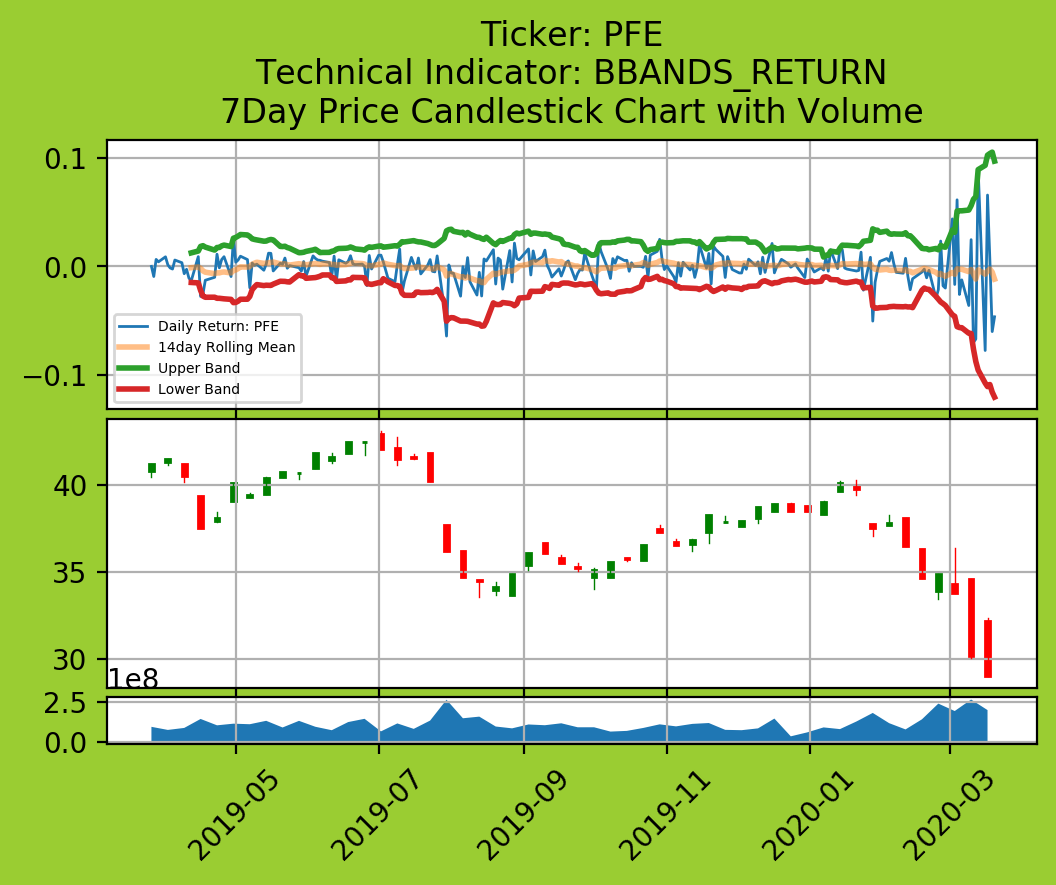 Ticker: PFE
Technical Indicator: BBANDS_RETURN
7Day Price Candlestick Chart with Volume
0.1
0.0
−0.1
Daily Return: PFE
14day Rolling Mean
Upper Band
Lower Band
40
35
30
1e8
2.5
0.0
2019-05
2019-07
2019-09
2019-11
2020-01
2020-03